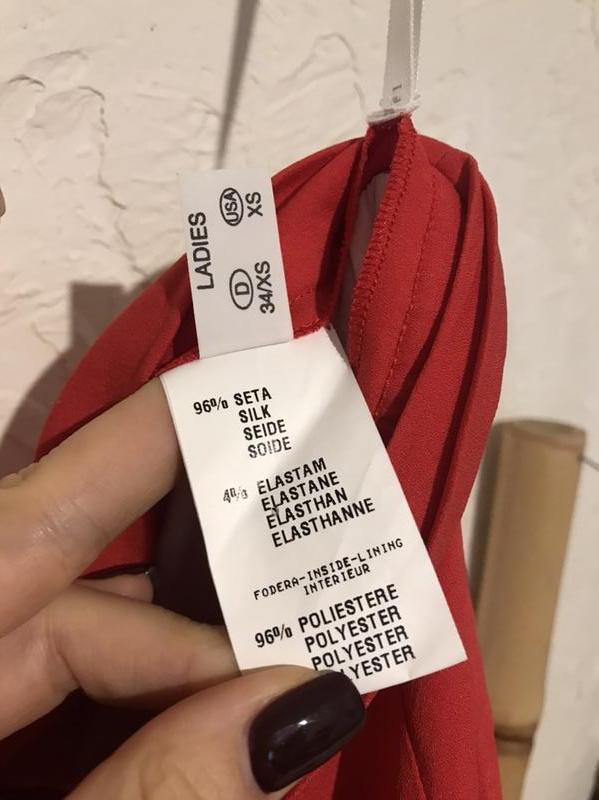 LADIES
USA
XS
D
34/XS
96% SETA
SILK
SEIDE
SOIDE
4% ELASTAM
ELASTANE
ELASTHAN
ELASTHANNE
FODERA-INSIDE-LINING
INTERIEUR
96% POLIESTERE
POLYESTER
POLYESTER
POLYESTER